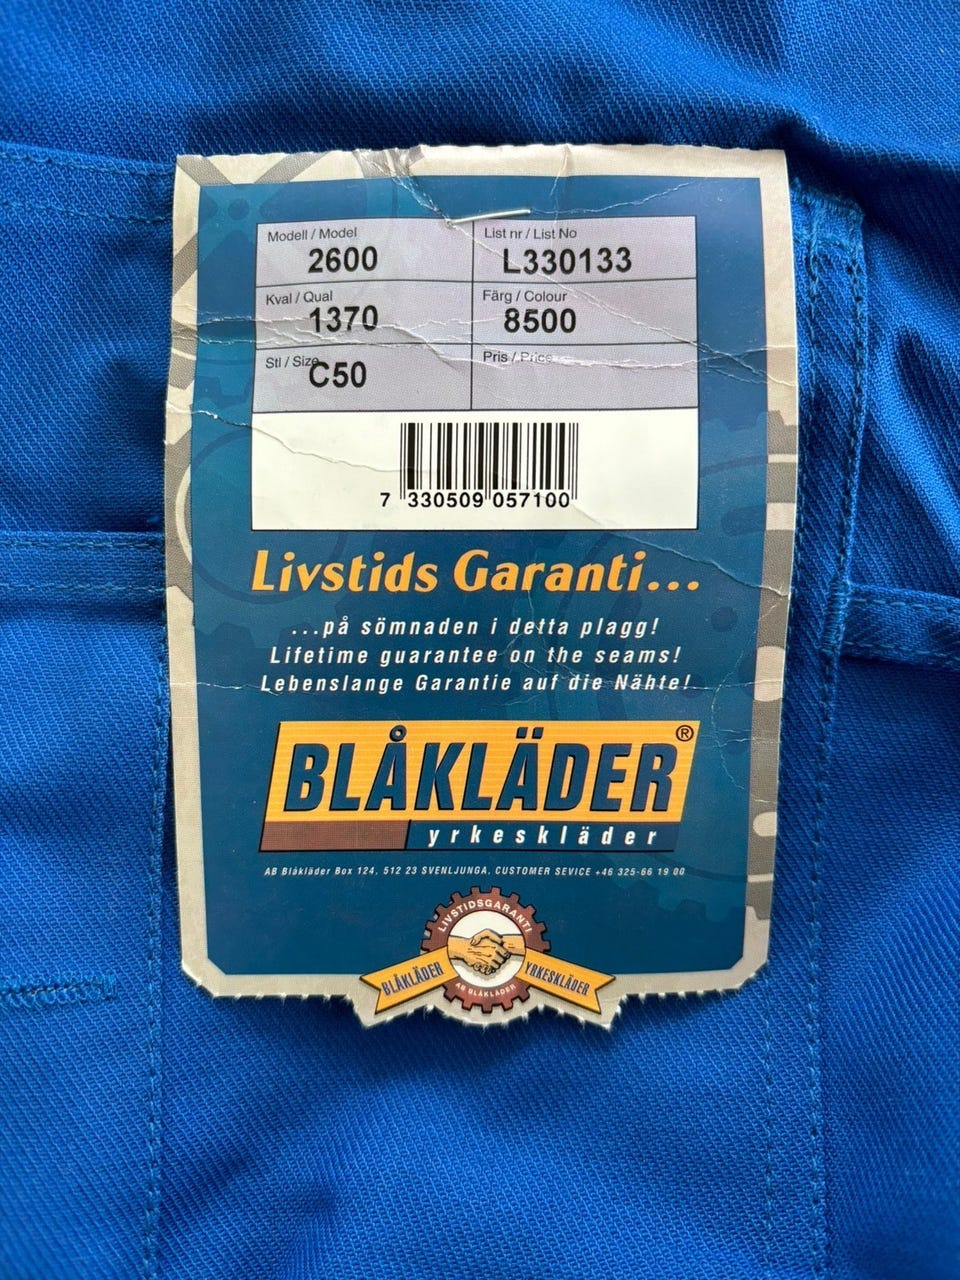 Modell / Model
2600
List nr / List No
L330133
Kval / Qual
1370
Färg / Colour
8500
Stl / Size
C50
Pris / Price
7 330509 057100
Livstids Garanti...
...på sömnaden i detta plagg!
Lifetime guarantee on the seams!
Lebenslange Garantie auf die Nähte!
BLÅKLÄDER®
yrkeskläder
AB Blåkläder Box 124, 512 23 SVENLJUNGA, CUSTOMER SEVICE +46 325-66 19 00
LIVSTIDSGARANTI
BLÅKLÄDER YRKESKLÄDER
AB BLÅKLÄDER